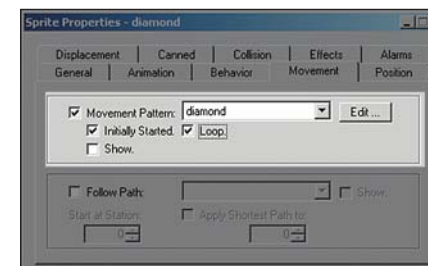 Sprite Properties - diamond
Displacement Canned Collision Effects Alarms
General Animation Behavior Movement Position
Movement Pattern: diamond Edit ...
Initially Started. Loop.
Show.
Follow Path: Show.
Start at Station: Apply Shortest Path to:
0 0